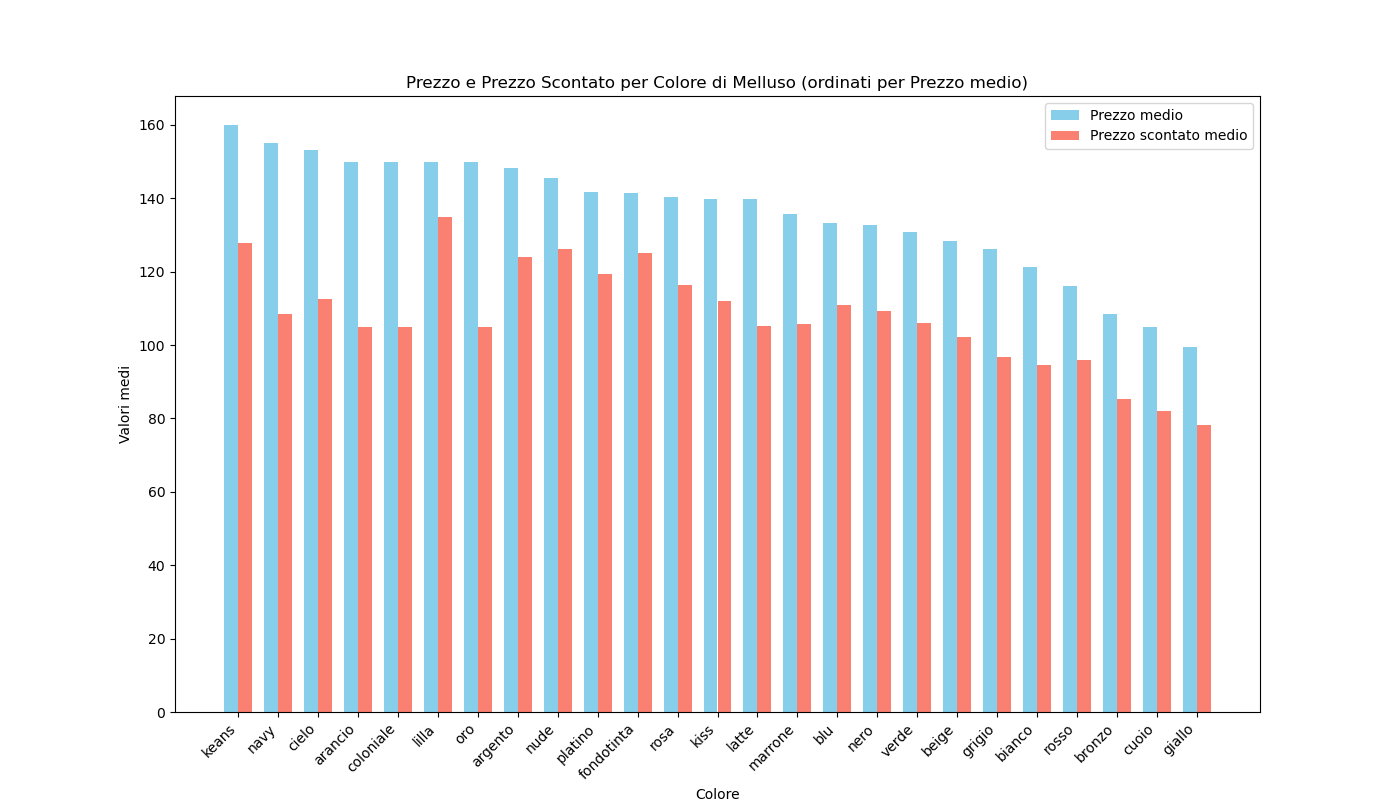 Prezzo e Prezzo Scontato per Colore di Melluso (ordinati per Prezzo medio)
Prezzo medio
Prezzo scontato medio
160
140
120
100
80
60
40
20
0
Valori medi
keans
navy
cielo
arancio
coloniale
lilla
oro
argento
nude
platino
fondotinta
rosa
kiss
latte
marrone
blu
nero
verde
beige
grigio
bianco
rosso
bronzo
cuoio
giallo
Colore